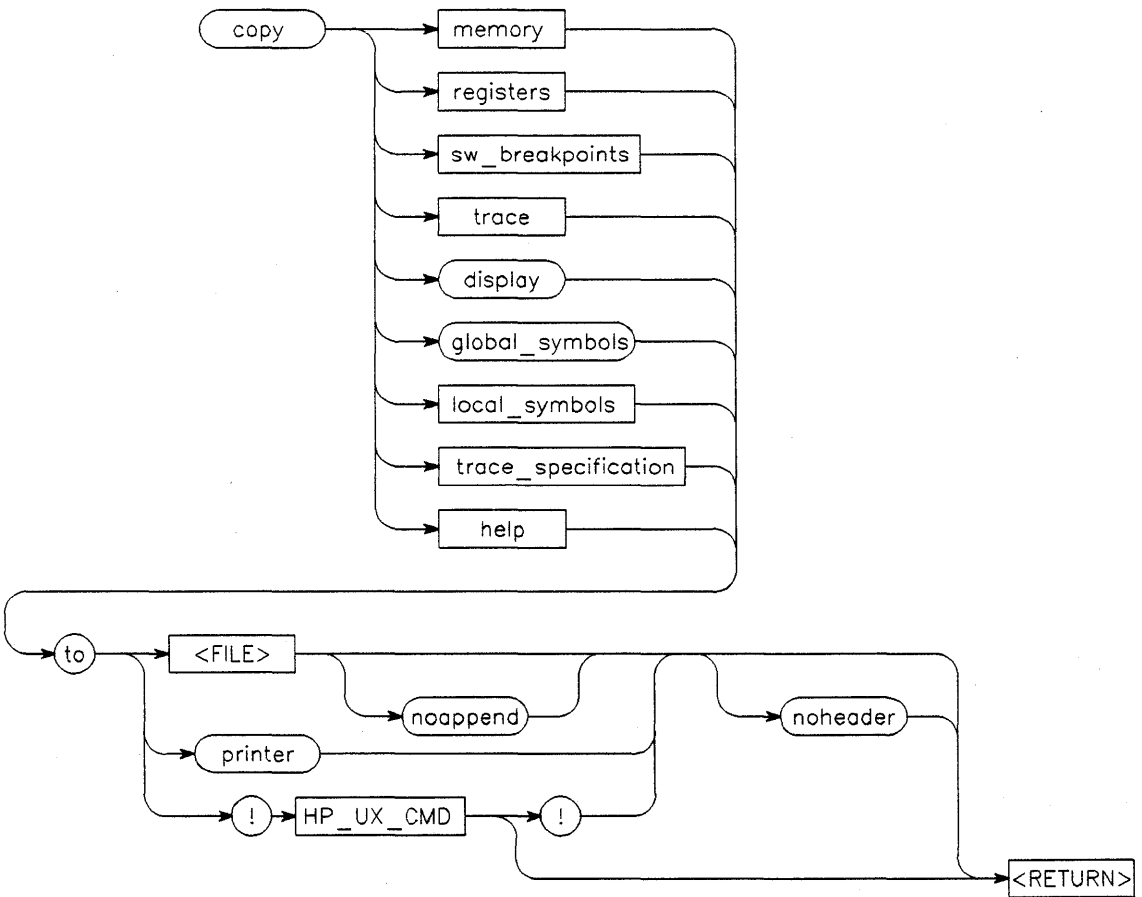 copy
memory
registers
sw_breakpoints
trace
display
global_symbols
local_symbols
trace_specification
help
to
<FILE>
noappend
noheader
printer
!
HP_UX_CMD
!
<RETURN>